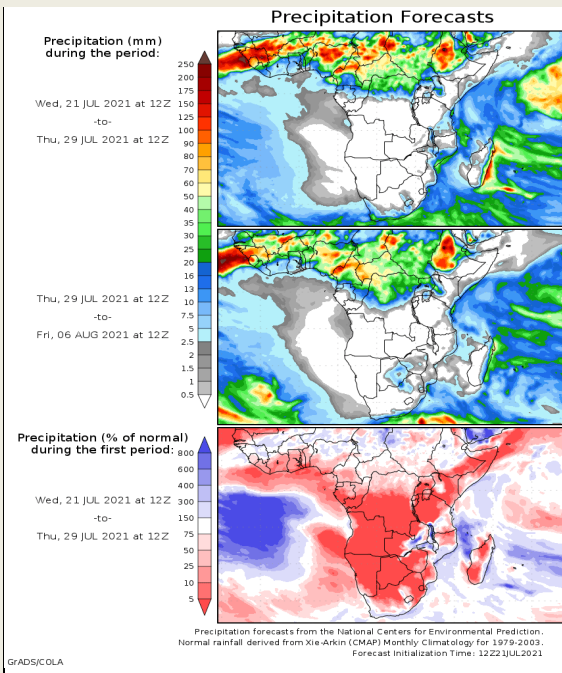 Precipitation Forecasts
Precipitation (mm)
during the period:
Wed, 21 JUL 2021 at 12Z
-to-
Thu, 29 JUL 2021 at 12Z
250
200
175
150
125
100
90
80
70
60
50
40
35
30
25
20
16
13
10
7.5
5
2.5
2
1.5
1
0.5
Thu, 29 JUL 2021 at 12Z
-to-
Fri, 06 AUG 2021 at 12Z
Precipitation (% of normal)
during the first period:
Wed, 21 JUL 2021 at 12Z
-to-
Thu, 29 JUL 2021 at 12Z
800
600
400
300
150
75
50
25
10
5
Precipitation forecasts from the National Centers for Environmental Prediction.
Normal rainfall derived from Xie-Arkin (CMAP) Monthly Climatology for 1979-2003.
Forecast Initialization Time: 12Z21JUL2021
GrADS/COLA